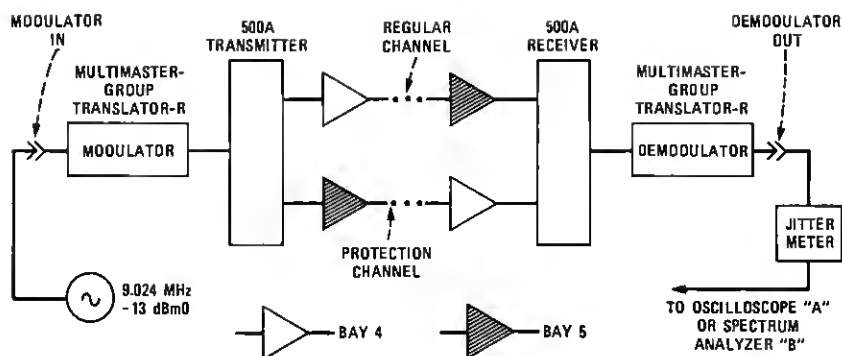 MODULATOR
IN
500A
TRANSMITTER
REGULAR
CHANNEL
500A
RECEIVER
DEMODULATOR
OUT
MULTIMASTER-
GROUP
TRANSLATOR-R
MULTIMASTER-
GROUP
TRANSLATOR-R
MODULATOR
DEMODULATOR
PROTECTION
CHANNEL
JITTER
METER
9.024 MHz
-13 dBm0
BAY 4
BAY 5
TO OSCILLOSCOPE "A"
OR SPECTRUM
ANALYZER "B"